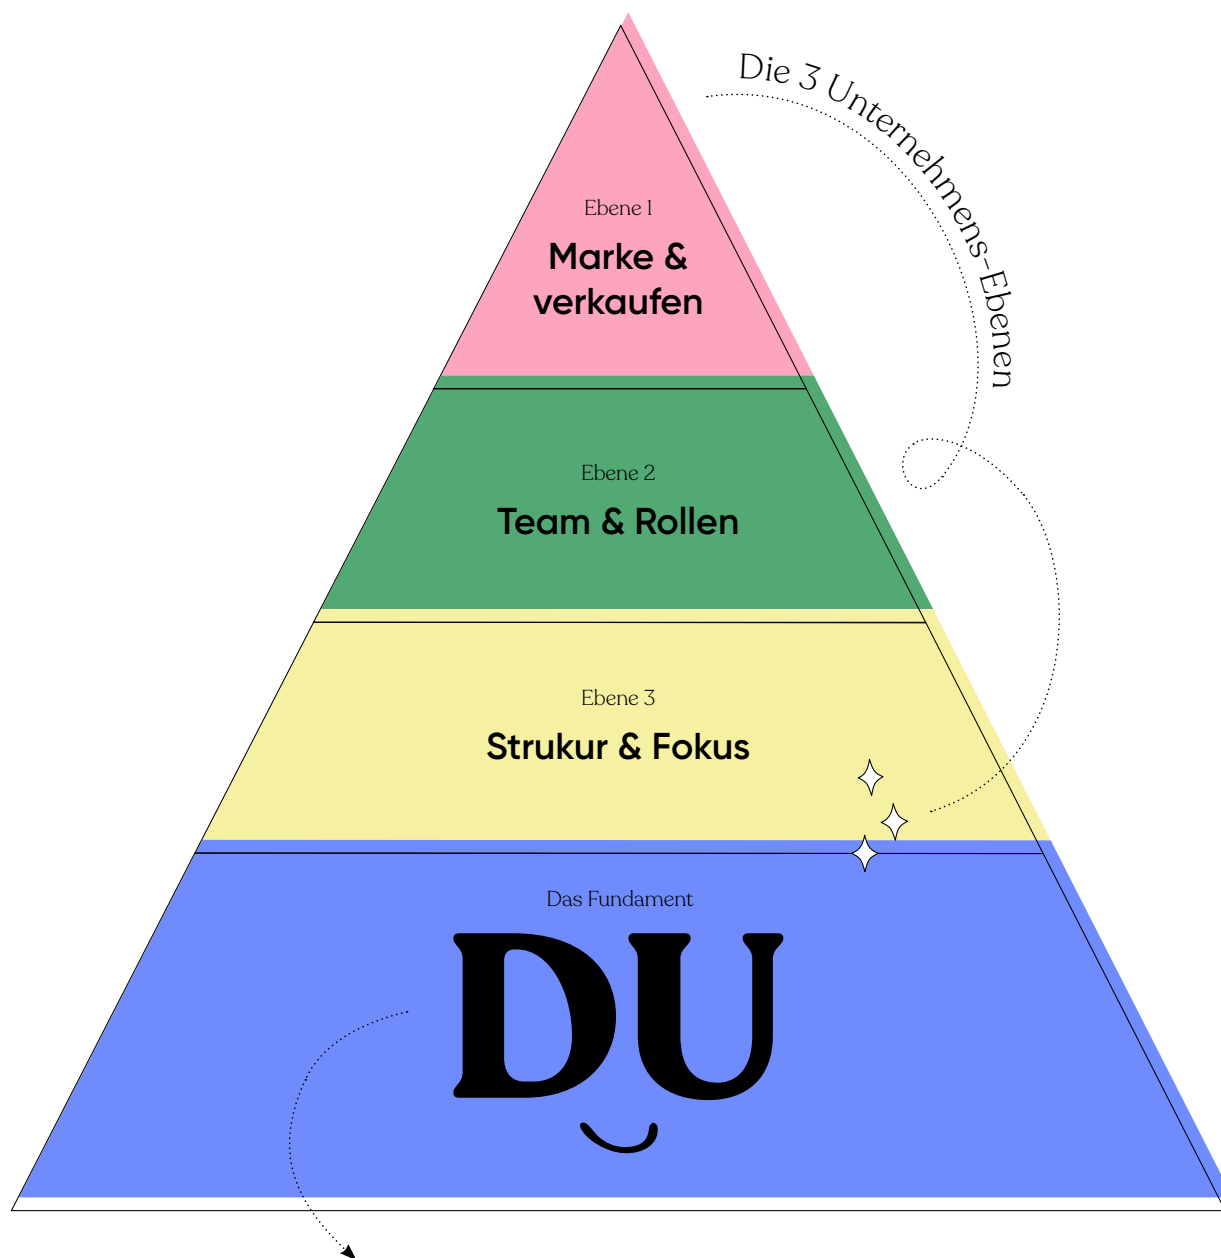 Die 3 Unternehmens-Ebenen
Ebene 1
Marke &
verkaufen
Ebene 2
Team & Rollen
Ebene 3
Strukur & Fokus
Das Fundament
DU